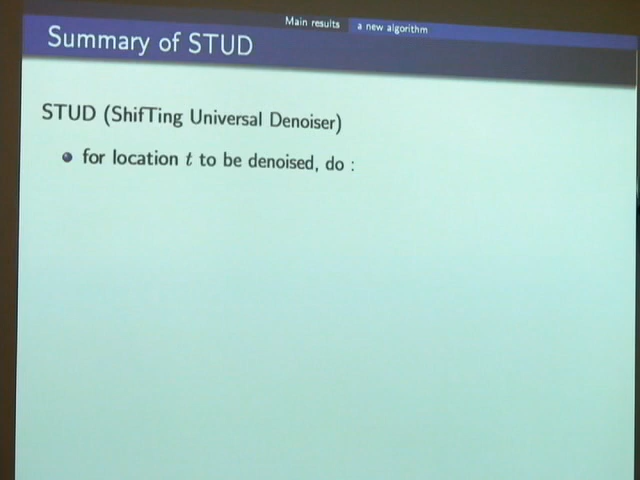 Main results a new algorithm
Summary of STUD
STUD (ShifTing Universal Denoiser)
for location t to be denoised, do :